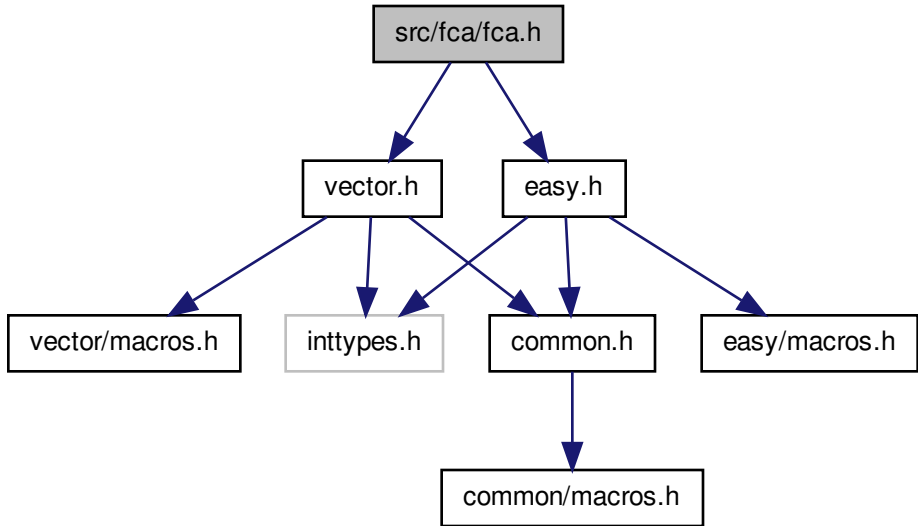 src/fca/fca.h
vector.h
easy.h
vector/macros.h
inttypes.h
common.h
easy/macros.h
common/macros.h